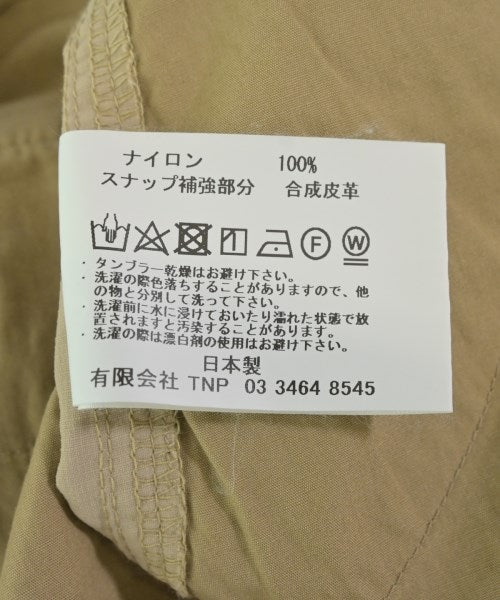 ナイロン 100%
スナップ補強部分 合成皮革
F W
・タンブラー乾燥はお避け下さい。
・洗濯の際色落ちすることがありますので、他
の物と分別して洗って下さい。
・洗濯前に水に浸けておいたり濡れた状態で放
置されますと汚染することがあります。
・洗濯の際は漂白剤の使用はお避け下さい。
日本製
有限会社 TNP 03 3464 8545